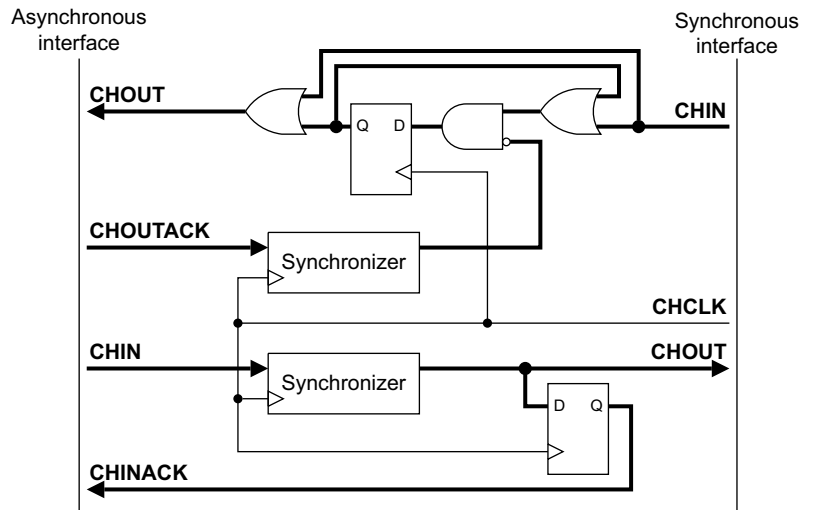 Asynchronous
interface
Synchronous
interface
CHOUT
Q
D
CHIN
CHOUTACK
Synchronizer
CHCLK
CHIN
CHOUT
Synchronizer
D
Q
CHINACK